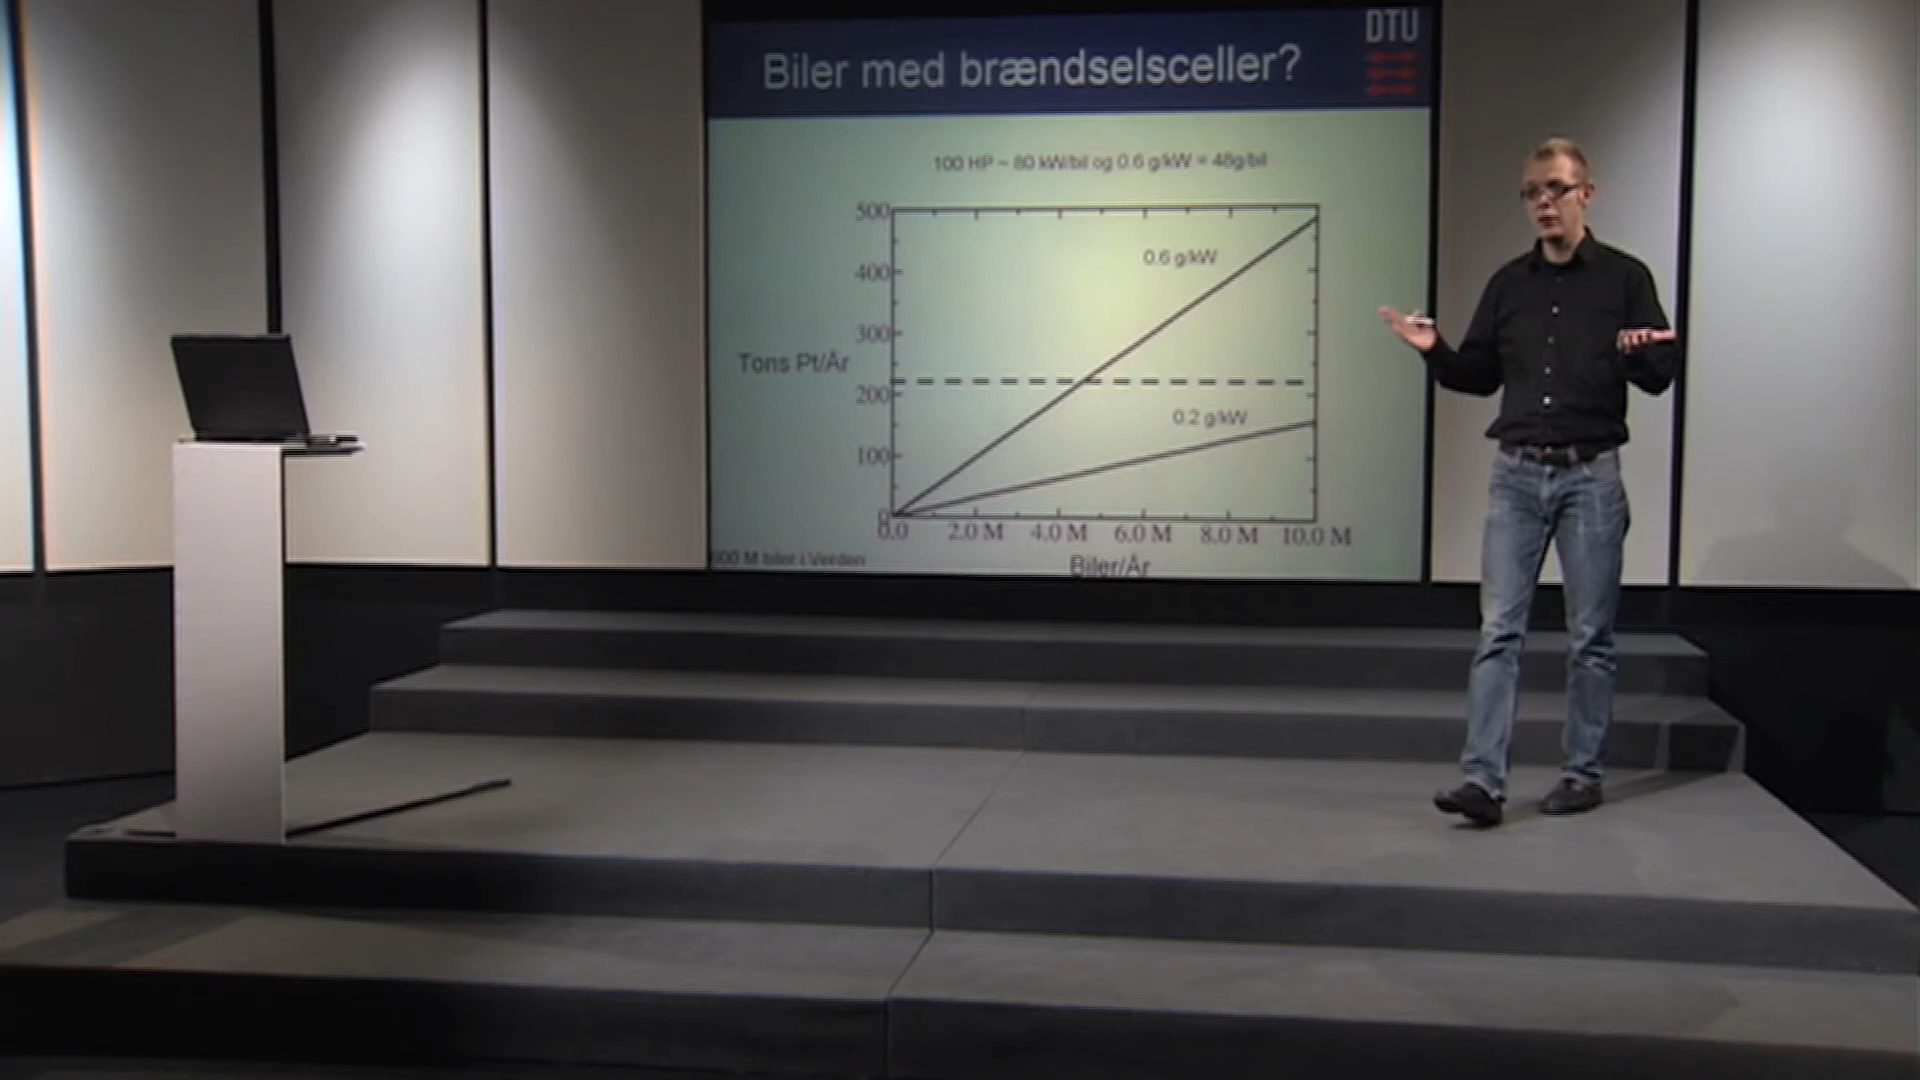 DTU
Biler med brændselsceller?
100 HP ~ 80 kW/bil og 0.6 g/kW = 48g/bil
500
400
300
200
100
0
Tons Pt/År
0.6 g/kW
0.2 g/kW
0.0 2.0 M 4.0 M 6.0 M 8.0 M 10.0 M
Biler/År
M biler i Verden